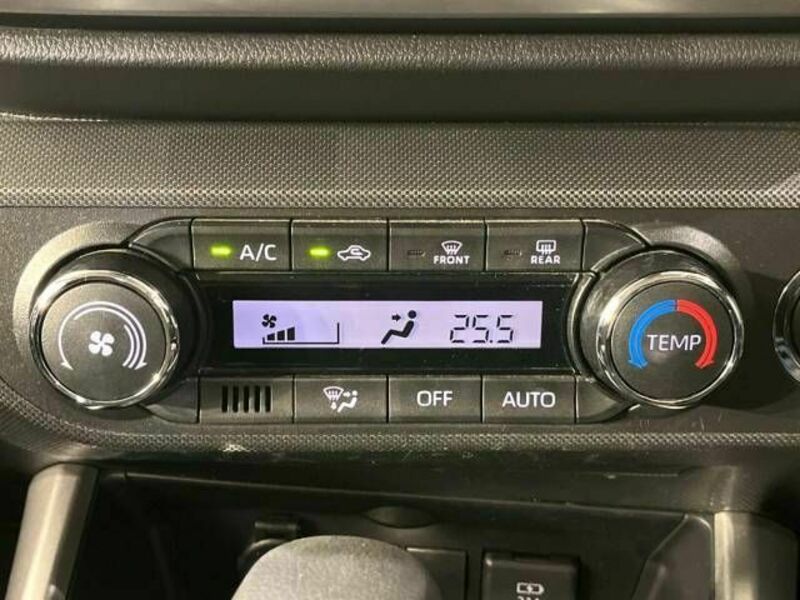 A/C
FRONT
REAR
25.5
TEMP
OFF
AUTO